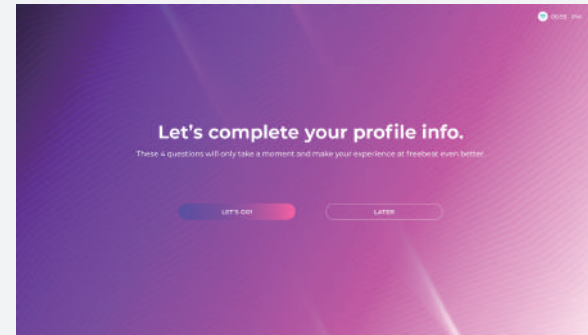 Let's complete your profile info.
These 4 questions will only take a moment and make your experience at freebeat even better.
LET'S GO!
LATER